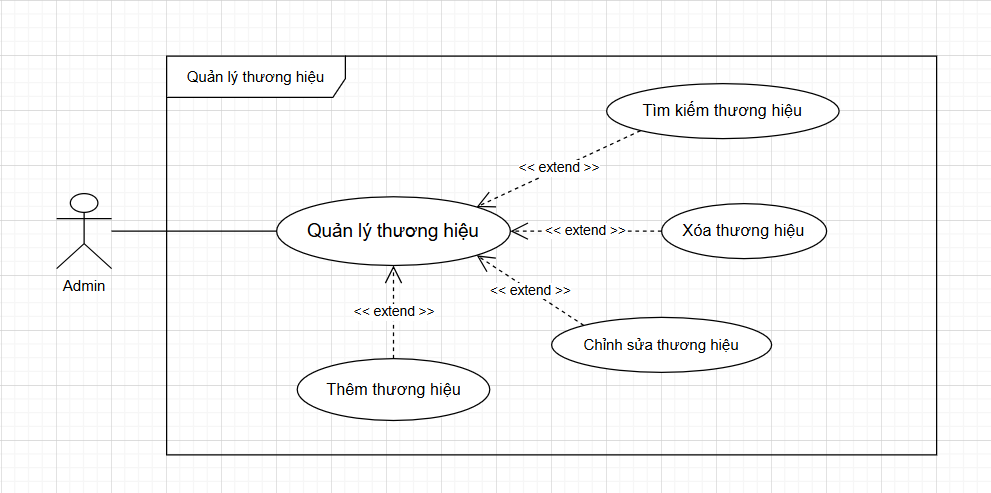 Quản lý thương hiệu
Tìm kiếm thương hiệu
<< extend >>
Quản lý thương hiệu
<< extend >>
Xóa thương hiệu
Admin
<< extend >>
<< extend >>
Chỉnh sửa thương hiệu
Thêm thương hiệu